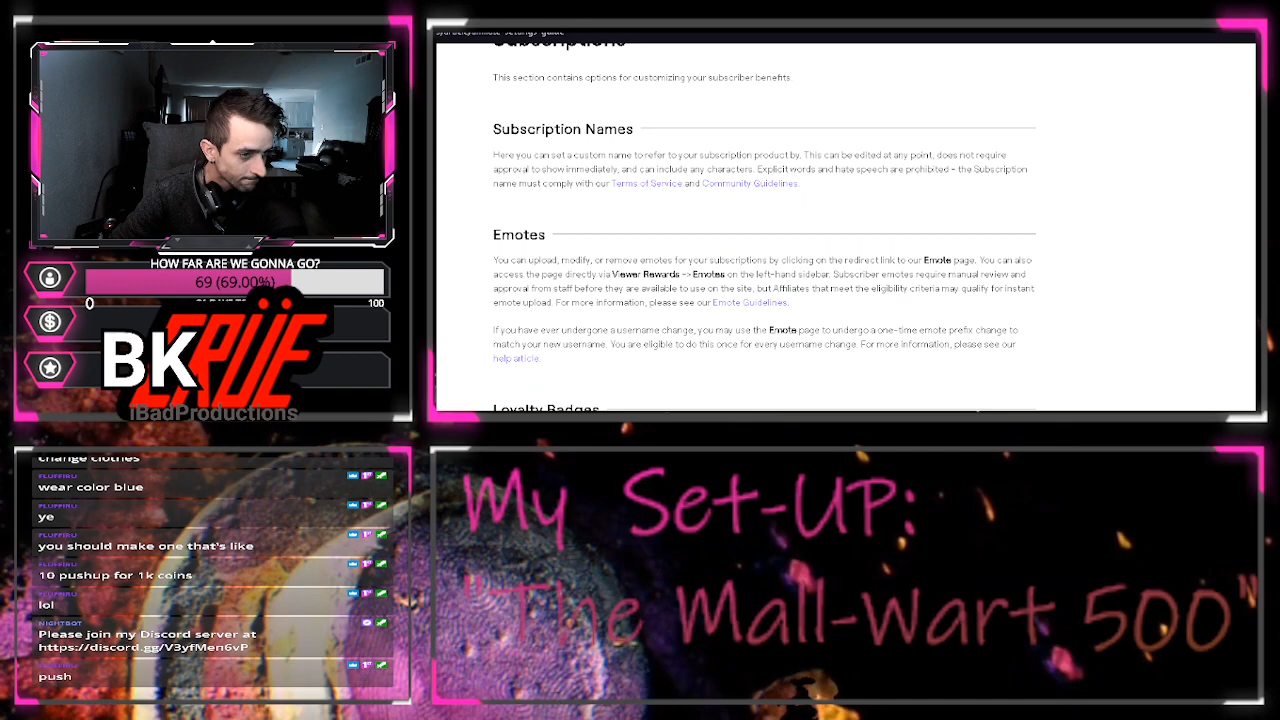 HOW FAR ARE WE GONNA GO?
69 (69.00%)
0
100
BK
CRÜE
iBadProductions
Subscriptions
This section contains options for customizing your subscriber benefits.
Subscription Names
Here you can set a custom name to refer to your subscription product by. This can be edited at any point, does not require
approval to show immediately, and can include any characters. Explicit words and hate speech are prohibited - the Subscription
name must comply with our Terms of Service and Community Guidelines.
Emotes
You can upload, modify, or remove emotes for your subscriptions by clicking on the redirect link to our Emote page. You can also
access the page directly via Viewer Rewards -> Emotes on the left-hand sidebar. Subscriber emotes require manual review and
approval from staff before they are available to use on the site, but Affiliates that meet the eligibility criteria may qualify for instant
emote upload. For more information, please see our Emote Guidelines.
If you have ever undergone a username change, you may use the Emote page to undergo a one-time emote prefix change to
match your new username. You are eligible to do this once for every username change. For more information, please see our
help article.
Loyalty Badges
change clothes
FLUFFIRU
wear color blue
FLUFFIRU
ye
FLUFFIRU
you should make one that's like
FLUFFIRU
10 pushup for 1k coins
FLUFFIRU
lol
NIGHTBOT
Please join my Discord server at
https://discord.gg/V3yfMen6vP
FLUFFIRU
push
My Set-UP:
"The Wal-mart 500"